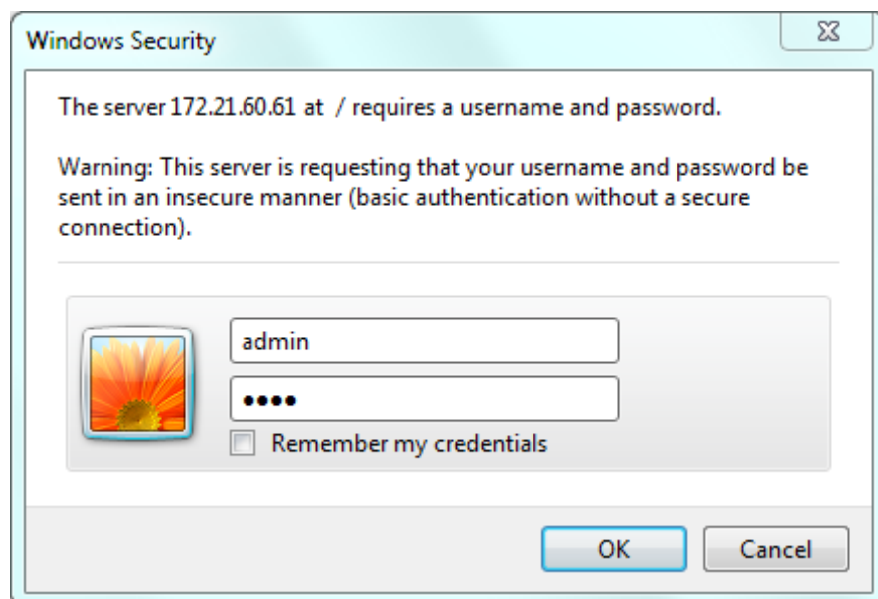 Windows Security
The server 172.21.60.61 at / requires a username and password.
Warning: This server is requesting that your username and password be
sent in an insecure manner (basic authentication without a secure
connection).
admin
••••
Remember my credentials
OK
Cancel